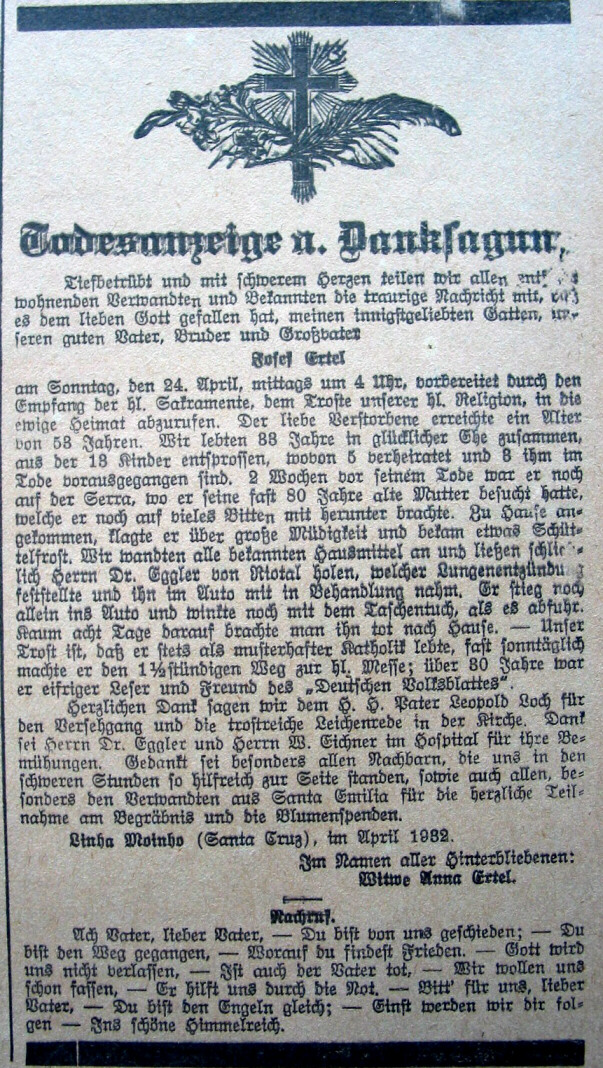 Todesanzeige u. Danksagun
Tiefbetrübt und mit schwerem Herzen teilen wir allen
wohnenden Verwandten und Bekannten die traurige Nachricht mit, daß
es dem lieben Gott gefallen hat, meinen innigstgeliebten Gatten, un-
seren guten Vater, Bruder und Großvater
Josef Ertel
am Sonntag, den 24. April, mittags um 4 Uhr, vorbereitet durch den
Empfang der hl. Sakramente, dem Troste unserer hl. Religion, in die
ewige Heimat abzurufen. Der liebe Verstorbene erreichte ein Alter
von 53 Jahren. Wir lebten 33 Jahre in glücklicher Ehe zusammen,
aus der 13 Kinder entsprossen, wovon 5 verheiratet und 3 ihm im
Tode vorausgegangen sind. 2 Wochen vor seinem Tode war er noch
auf der Serra, wo er seine fast 80 Jahre alte Mutter besucht hatte,
welche er noch auf vieles Bitten mit herunter brachte. Zu Hause an-
gekommen, klagte er über große Müdigkeit und bekam etwas Schüt-
telfrost. Wir wandten alle bekannten Hausmittel an und ließen schließ-
lich Herrn Dr. Eggler von Riotal holen, welcher Lungenentzündung
feststellte und ihn im Auto mit in Behandlung nahm. Er stieg noch
allein ins Auto und winkte noch mit dem Taschentuch, als es abfuhr.
Kaum acht Tage darauf brachte man ihn tot nach Hause. — Unser
Trost ist, daß er stets als musterhafter Katholik lebte, fast sonntäglich
machte er den 1½stündigen Weg zur hl. Messe; über 30 Jahre war
er eifriger Leser und Freund des „Deutschen Volksblattes“.
Herzlichen Dank sagen wir dem H. H. Pater Leopold Loch für
den Versehgang und die trostreiche Leichenrede in der Kirche. Dank
sei Herrn Dr. Eggler und Herrn W. Eichner im Hospital für ihre Be-
mühungen. Gedankt sei besonders allen Nachbarn, die uns in den
schweren Stunden so hilfreich zur Seite standen, sowie auch allen, be-
sonders den Verwandten aus Santa Emilia für die herzliche Teil-
nahme am Begräbnis und die Blumenspenden.
Linha Moinho (Santa Cruz), im April 1932.
Im Namen aller Hinterbliebenen:
Witwe Anna Ertel.
Nachruf.
Ach Vater, lieber Vater, — Du bist von uns geschieden; — Du
bist den Weg gegangen, — Worauf du findest Frieden. — Gott wird
uns nicht verlassen, — Ist auch der Vater tot, — Wir wollen uns
schon fassen, — Er hilft uns durch die Not. — Bitt’ für uns, lieber
Vater, — Du bist den Engeln gleich; — Einst werden wir dir fol-
gen — Ins schöne Himmelreich.